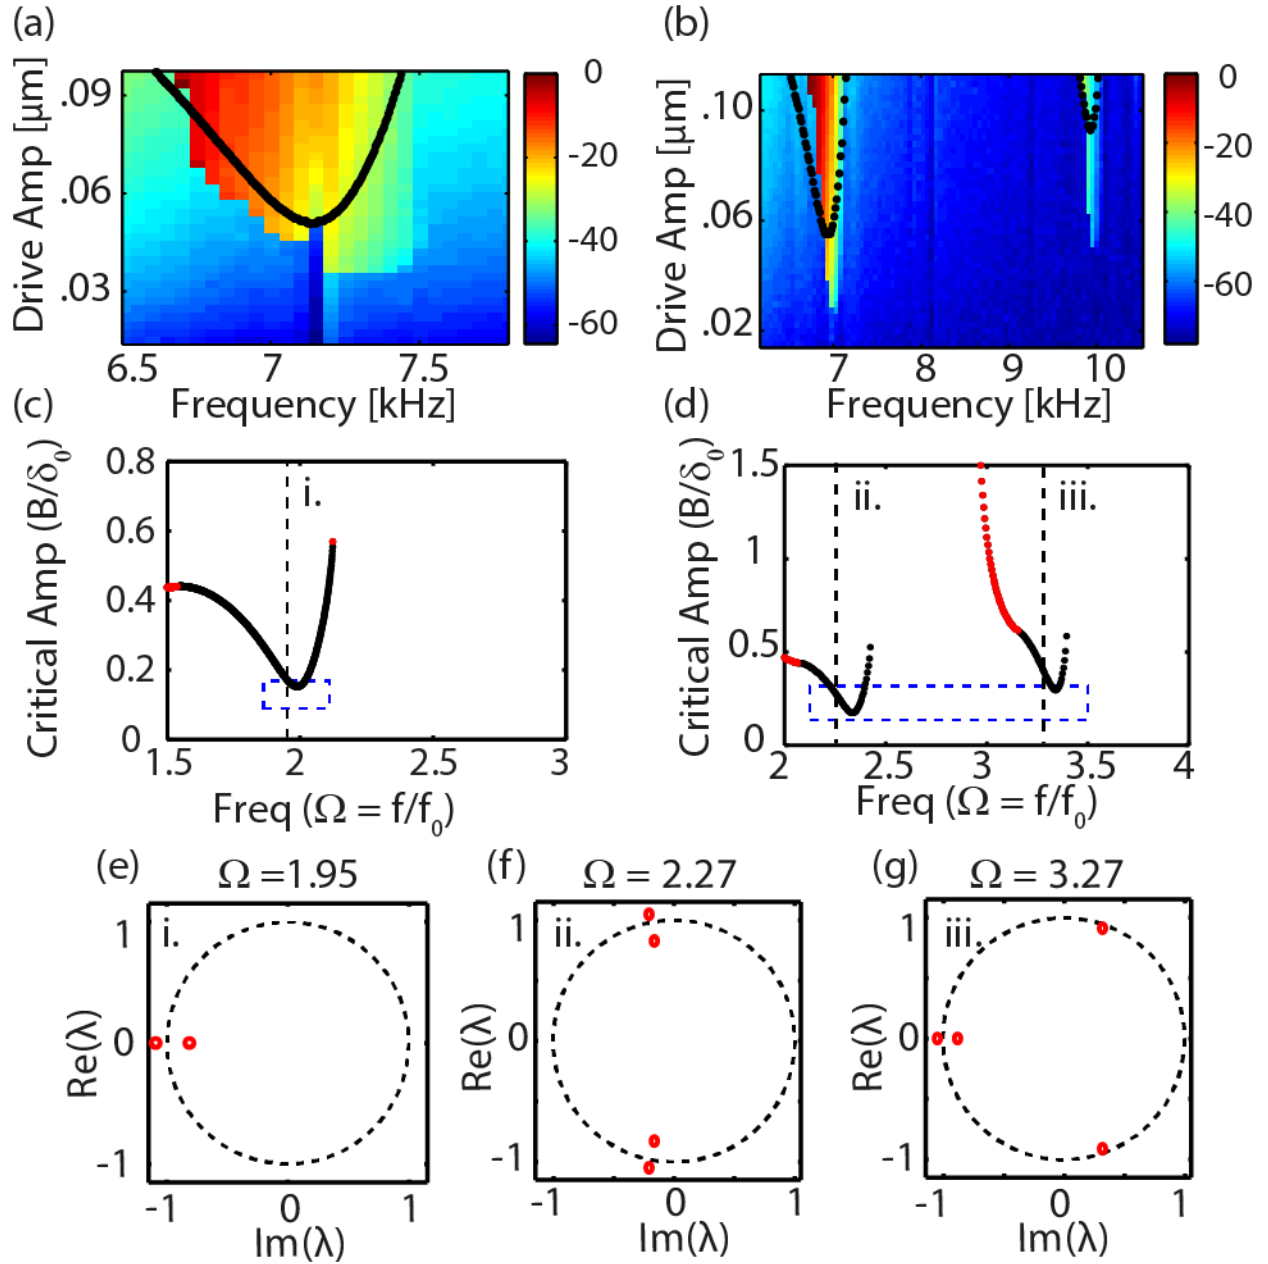 (a)
Drive Amp [µm]
.09
.06
.03
6.5
7
7.5
Frequency [kHz]
0
-20
-40
-60
(b)
Drive Amp [µm]
.10
.06
.02
7
8
9
10
Frequency [kHz]
0
-20
-40
-60
(c)
Critical Amp (B/δ₀)
0.8
0.6
0.4
0.2
0
i.
1.5
2
2.5
3
Freq (Ω = f/f₀)
(d)
Critical Amp (B/δ₀)
1.5
1
0.5
0
ii.
iii.
2
2.5
3
3.5
4
Freq (Ω = f/f₀)
(e)
Ω =1.95
i.
Re(λ)
1
0
-1
-1
0
1
Im(λ)
(f)
Ω = 2.27
ii.
Re(λ)
1
0
-1
-1
0
1
Im(λ)
(g)
Ω = 3.27
iii.
Re(λ)
1
0
-1
-1
0
1
Im(λ)